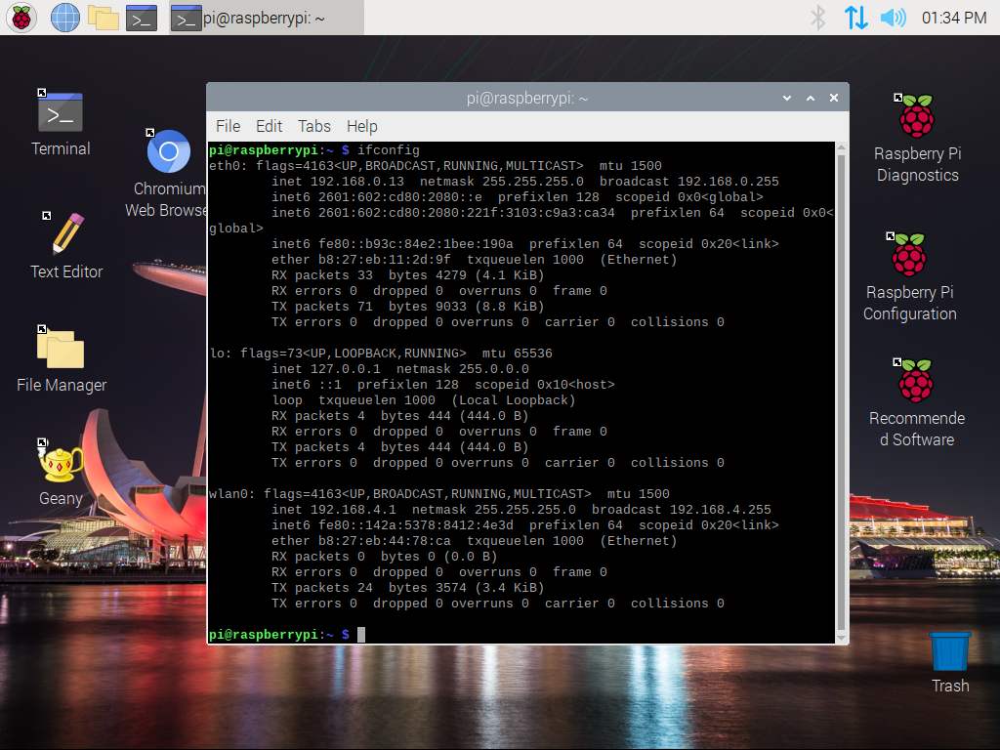 pi@raspberrypi: ~
01:34 PM
Terminal
Chromium
Web Browse
Text Editor
File Manager
Geany
pi@raspberrypi: ~
File Edit Tabs Help
pi@raspberrypi:~ $ ifconfig
eth0: flags=4163<UP,BROADCAST,RUNNING,MULTICAST>  mtu 1500
        inet 192.168.0.13  netmask 255.255.255.0  broadcast 192.168.0.255
        inet6 2601:602:cd80:2080::e  prefixlen 128  scopeid 0x0<global>
        inet6 2601:602:cd80:2080:221f:3103:c9a3:ca34  prefixlen 64  scopeid 0x0<
global>
        inet6 fe80::b93c:84e2:1bee:190a  prefixlen 64  scopeid 0x20<link>
        ether b8:27:eb:11:2d:9f  txqueuelen 1000  (Ethernet)
        RX packets 33  bytes 4279 (4.1 KiB)
        RX errors 0  dropped 0  overruns 0  frame 0
        TX packets 71  bytes 9033 (8.8 KiB)
        TX errors 0  dropped 0 overruns 0  carrier 0  collisions 0
lo: flags=73<UP,LOOPBACK,RUNNING>  mtu 65536
        inet 127.0.0.1  netmask 255.0.0.0
        inet6 ::1  prefixlen 128  scopeid 0x10<host>
        loop  txqueuelen 1000  (Local Loopback)
        RX packets 4  bytes 444 (444.0 B)
        RX errors 0  dropped 0  overruns 0  frame 0
        TX packets 4  bytes 444 (444.0 B)
        TX errors 0  dropped 0 overruns 0  carrier 0  collisions 0
wlan0: flags=4163<UP,BROADCAST,RUNNING,MULTICAST>  mtu 1500
        inet 192.168.4.1  netmask 255.255.255.0  broadcast 192.168.4.255
        inet6 fe80::142a:5378:8412:4e3d  prefixlen 64  scopeid 0x20<link>
        ether b8:27:eb:44:78:ca  txqueuelen 1000  (Ethernet)
        RX packets 0  bytes 0 (0.0 B)
        RX errors 0  dropped 0  overruns 0  frame 0
        TX packets 24  bytes 3574 (3.4 KiB)
        TX errors 0  dropped 0 overruns 0  carrier 0  collisions 0
pi@raspberrypi:~ $
Raspberry Pi
Diagnostics
Raspberry Pi
Configuration
Recommende
d Software
Trash